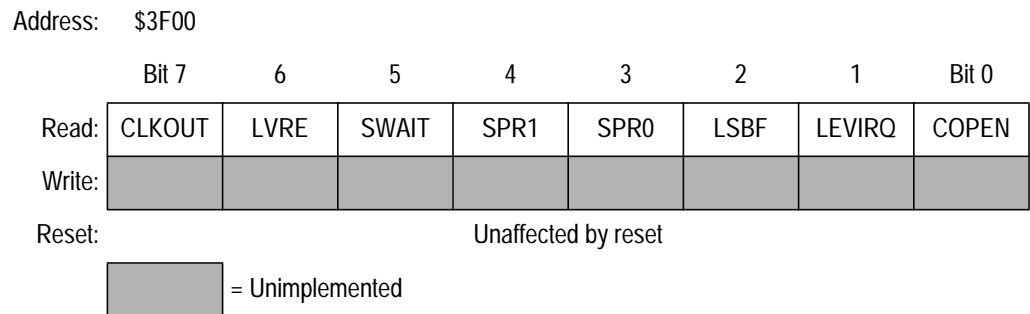 Address: $3F00
Bit 7 6 5 4 3 2 1 Bit 0
Read: CLKOUT LVRE SWAIT SPR1 SPR0 LSBF LEVIRQ COPEN
Write:
Reset: Unaffected by reset
= Unimplemented